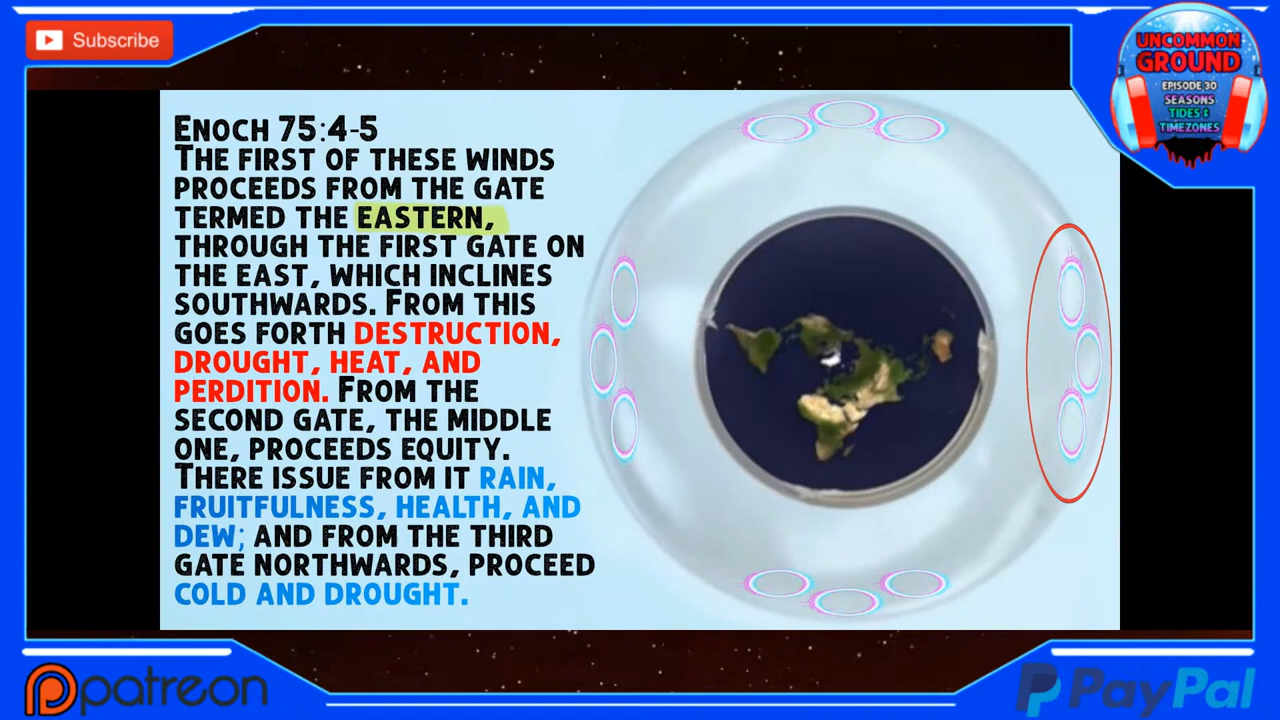 Subscribe
UNCOMMON
GROUND
EPISODE 30
SEASONS
TIDES &
TIMEZONES
ENOCH 75:4-5
THE FIRST OF THESE WINDS
PROCEEDS FROM THE GATE
TERMED THE EASTERN,
THROUGH THE FIRST GATE ON
THE EAST, WHICH INCLINES
SOUTHWARDS. FROM THIS
GOES FORTH DESTRUCTION,
DROUGHT, HEAT, AND
PERDITION. FROM THE
SECOND GATE, THE MIDDLE
ONE, PROCEEDS EQUITY.
THERE ISSUE FROM IT RAIN,
FRUITFULNESS, HEALTH, AND
DEW; AND FROM THE THIRD
GATE NORTHWARDS, PROCEED
COLD AND DROUGHT.
patreon
PayPal